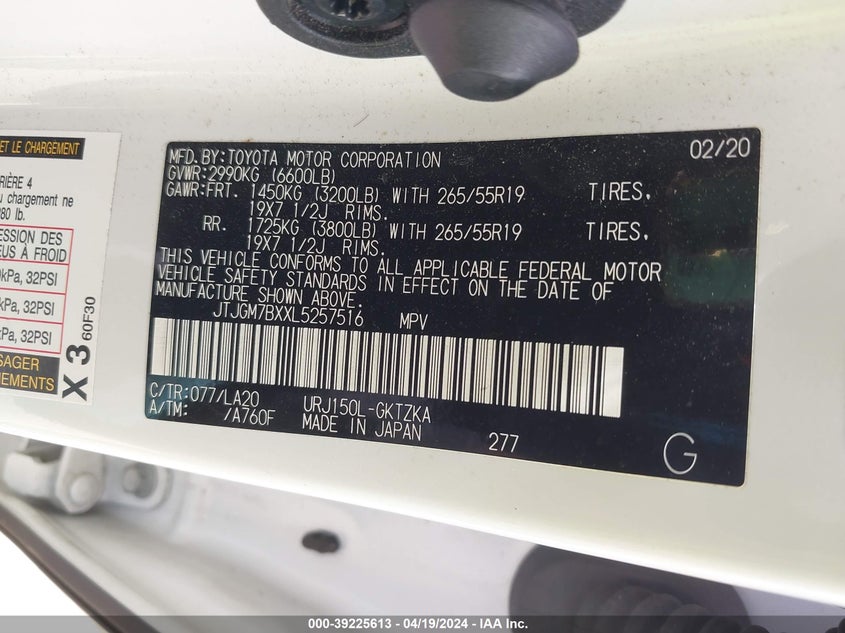 ET LE CHARGEMENT
RIÈRE 4
u chargement ne
80 lb.
ESSION DES
EUS À FROID
kPa, 32PSI
kPa, 32PSI
Pa, 32PSI
SAGER
NEMENTS
X 3
60F30
MFD. BY: TOYOTA MOTOR CORPORATION 02/20
GVWR: 2990KG (6600LB)
GAWR: FRT. 1450KG (3200LB) WITH 265/55R19 TIRES,
19X7 1/2J RIMS.
RR. 1725KG (3800LB) WITH 265/55R19 TIRES,
19X7 1/2J RIMS.
THIS VEHICLE CONFORMS TO ALL APPLICABLE FEDERAL MOTOR
VEHICLE SAFETY STANDARDS IN EFFECT ON THE DATE OF
MANUFACTURE SHOWN ABOVE.
JTJGM7BXXL5257516 MPV
C/TR: 077/LA20 URJ150L-GKTZKA
A/TM: /A760F MADE IN JAPAN 277 G
000-39225613 - 04/19/2024 - IAA Inc.